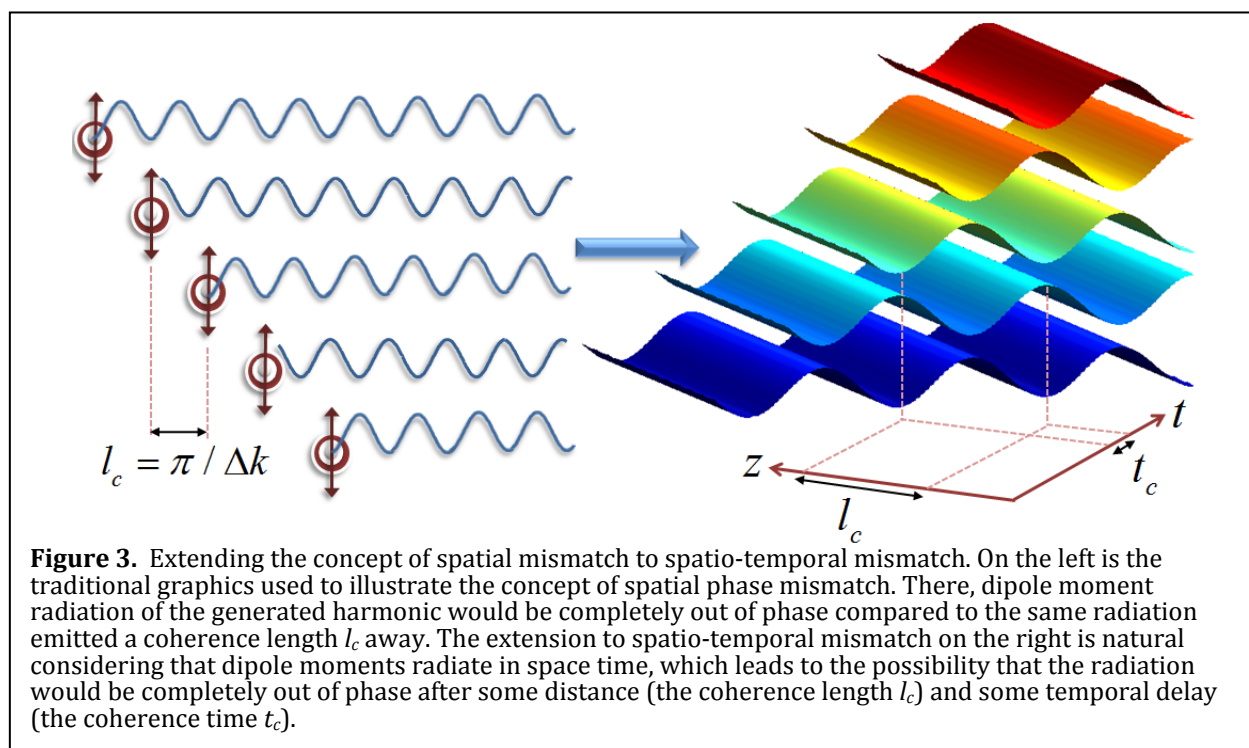 l_c = π / Δk
z
l_c
t_c
t
Figure 3. Extending the concept of spatial mismatch to spatio-temporal mismatch. On the left is the
traditional graphics used to illustrate the concept of spatial phase mismatch. There, dipole moment
radiation of the generated harmonic would be completely out of phase compared to the same radiation
emitted a coherence length l_c away. The extension to spatio-temporal mismatch on the right is natural
considering that dipole moments radiate in space time, which leads to the possibility that the radiation
would be completely out of phase after some distance (the coherence length l_c) and some temporal delay
(the coherence time t_c).